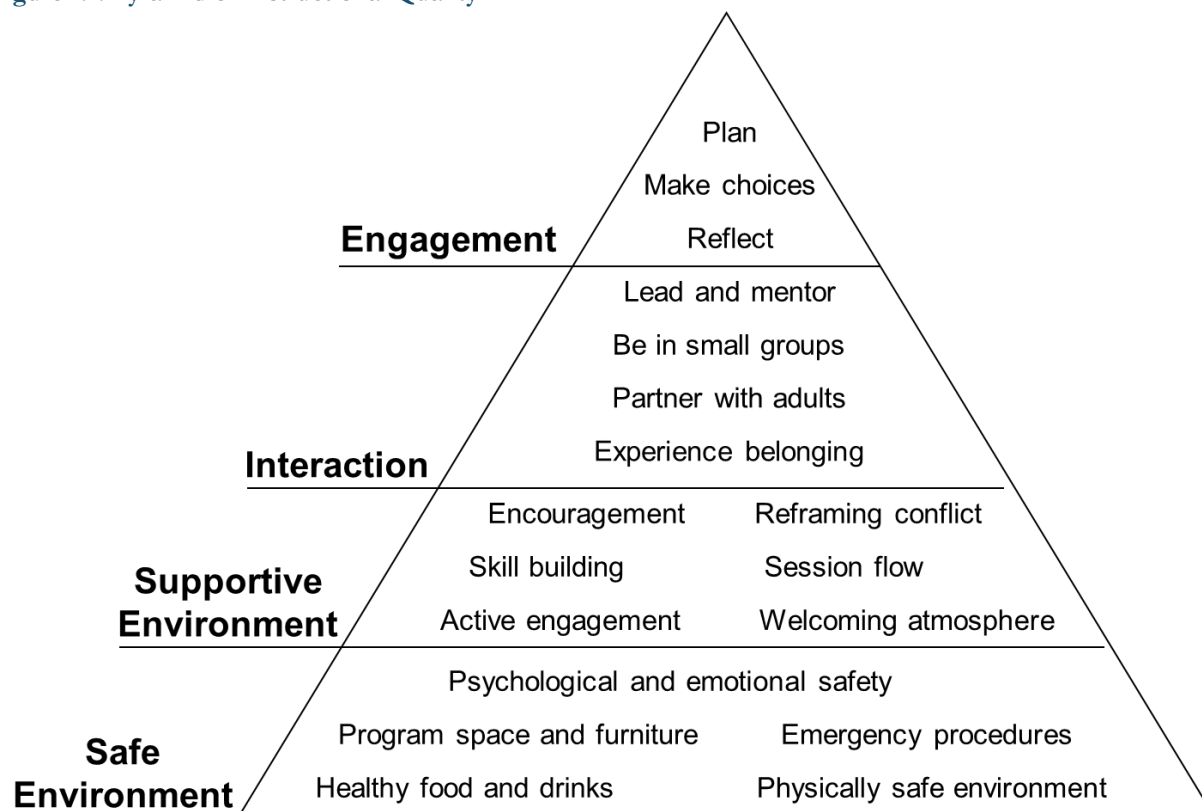 Plan
Make choices
Engagement Reflect
Lead and mentor
Be in small groups
Partner with adults
Interaction Experience belonging
Encouragement Reframing conflict
Skill building Session flow
Supportive
Environment Active engagement Welcoming atmosphere
Psychological and emotional safety
Program space and furniture Emergency procedures
Safe
Environment Healthy food and drinks Physically safe environment